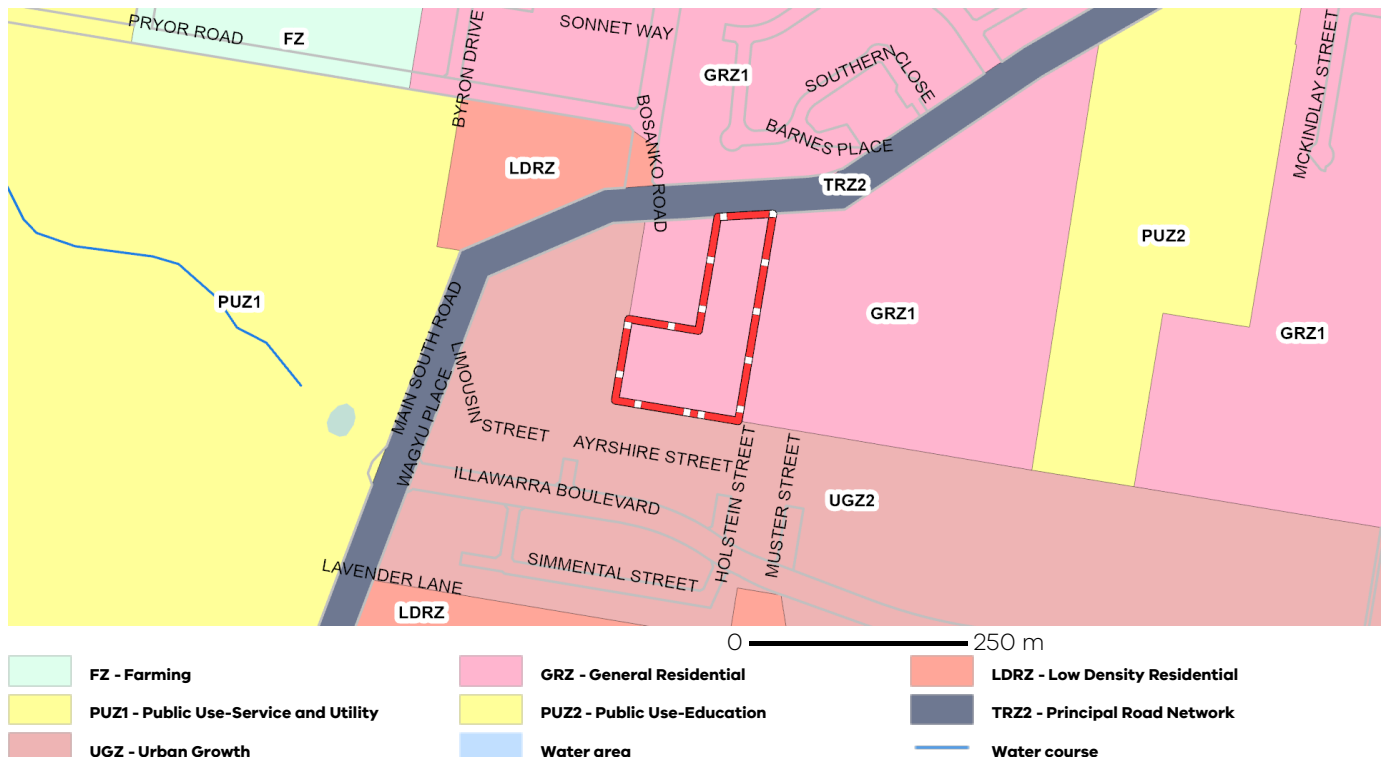 PRYOR ROAD
FZ
BYRON DRIVE
SONNET WAY
GRZ1
SOUTHERN CLOSE
MCKINDLAY STREET
BOSANKO ROAD
BARNES PLACE
LDRZ
TRZ2
PUZ2
PUZ1
GRZ1
GRZ1
MAIN SOUTH ROAD
WAGYU PLACE
LIMOUSIN STREET
AYRSHIRE STREET
HOLSTEIN STREET
MUSTER STREET
ILLAWARRA BOULEVARD
UGZ2
SIMMENTAL STREET
LAVENDER LANE
LDRZ
0 250 m
FZ - Farming
GRZ - General Residential
LDRZ - Low Density Residential
PUZ1 - Public Use-Service and Utility
PUZ2 - Public Use-Education
TRZ2 - Principal Road Network
UGZ - Urban Growth
Water area
Water course